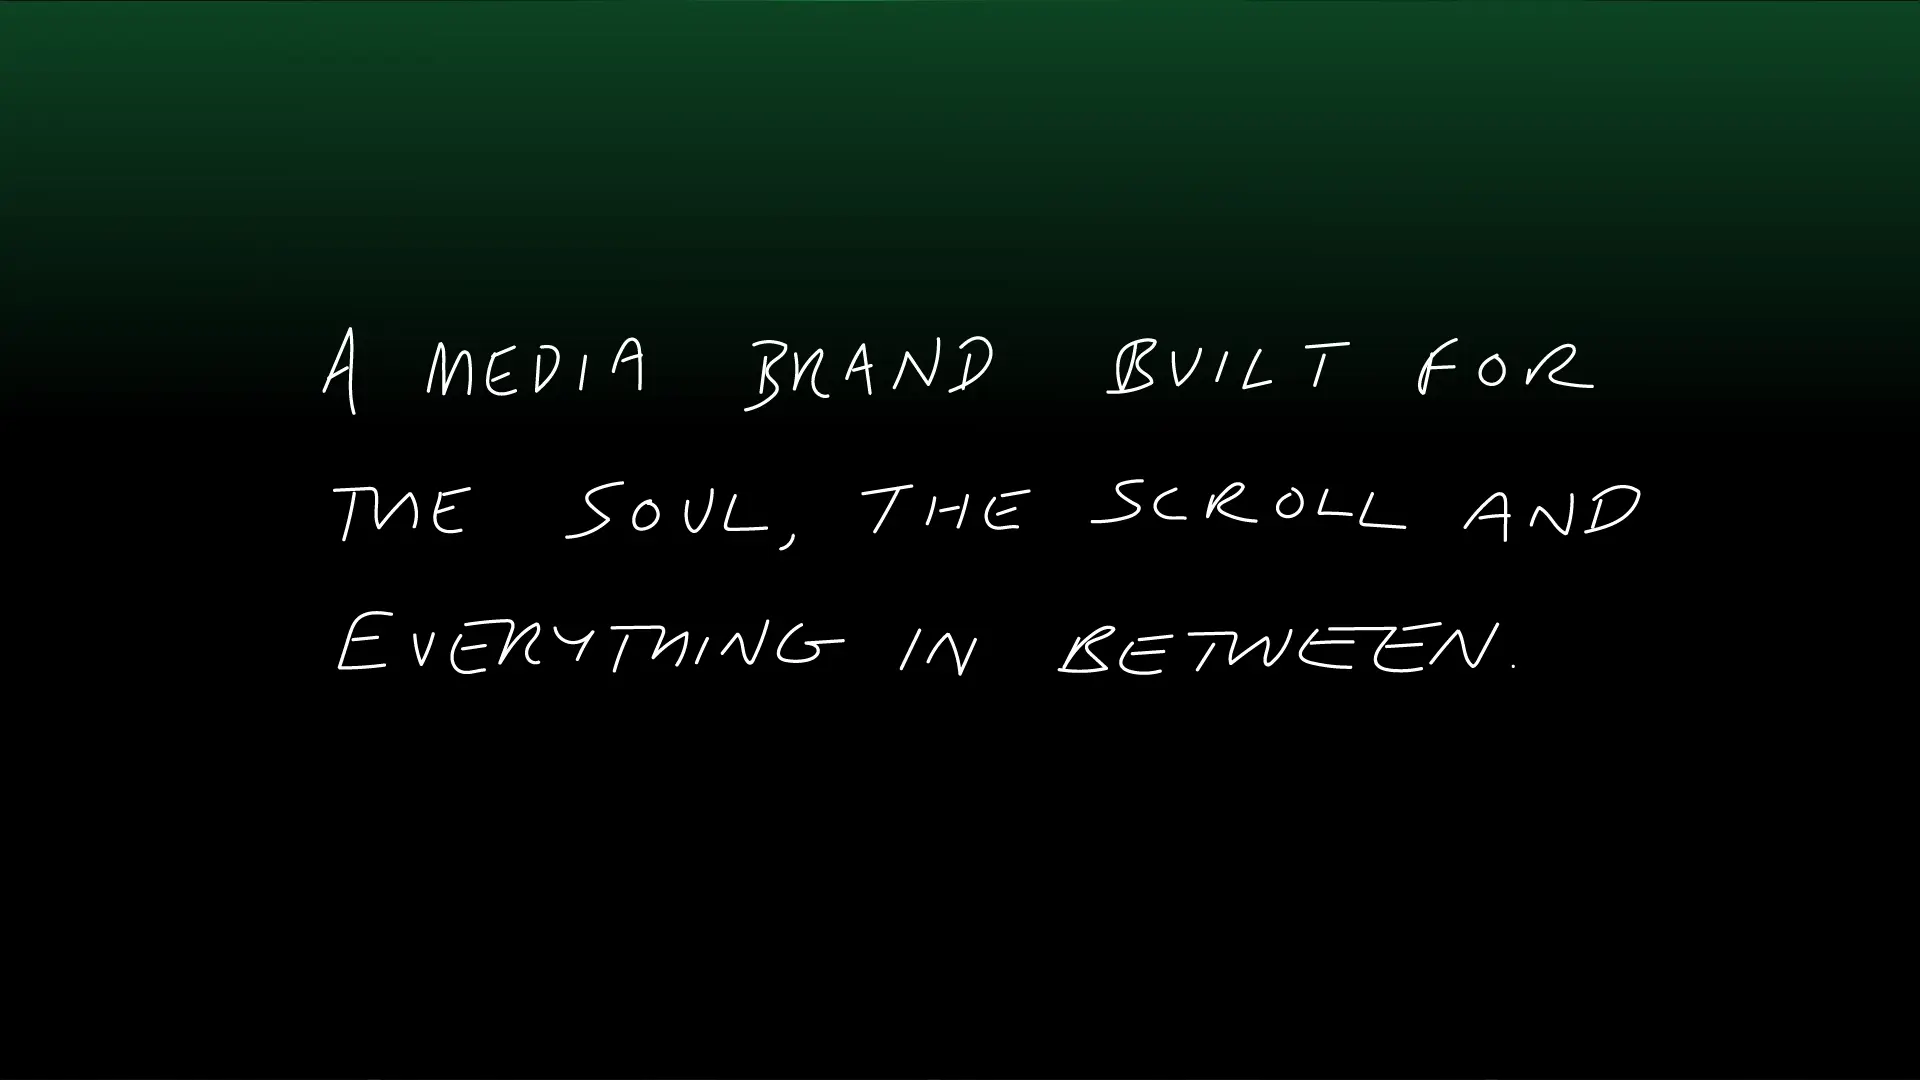 A MEDIA BRAND BUILT FOR
THE SOUL, THE SCROLL AND
EVERYTHING IN BETWEEN.